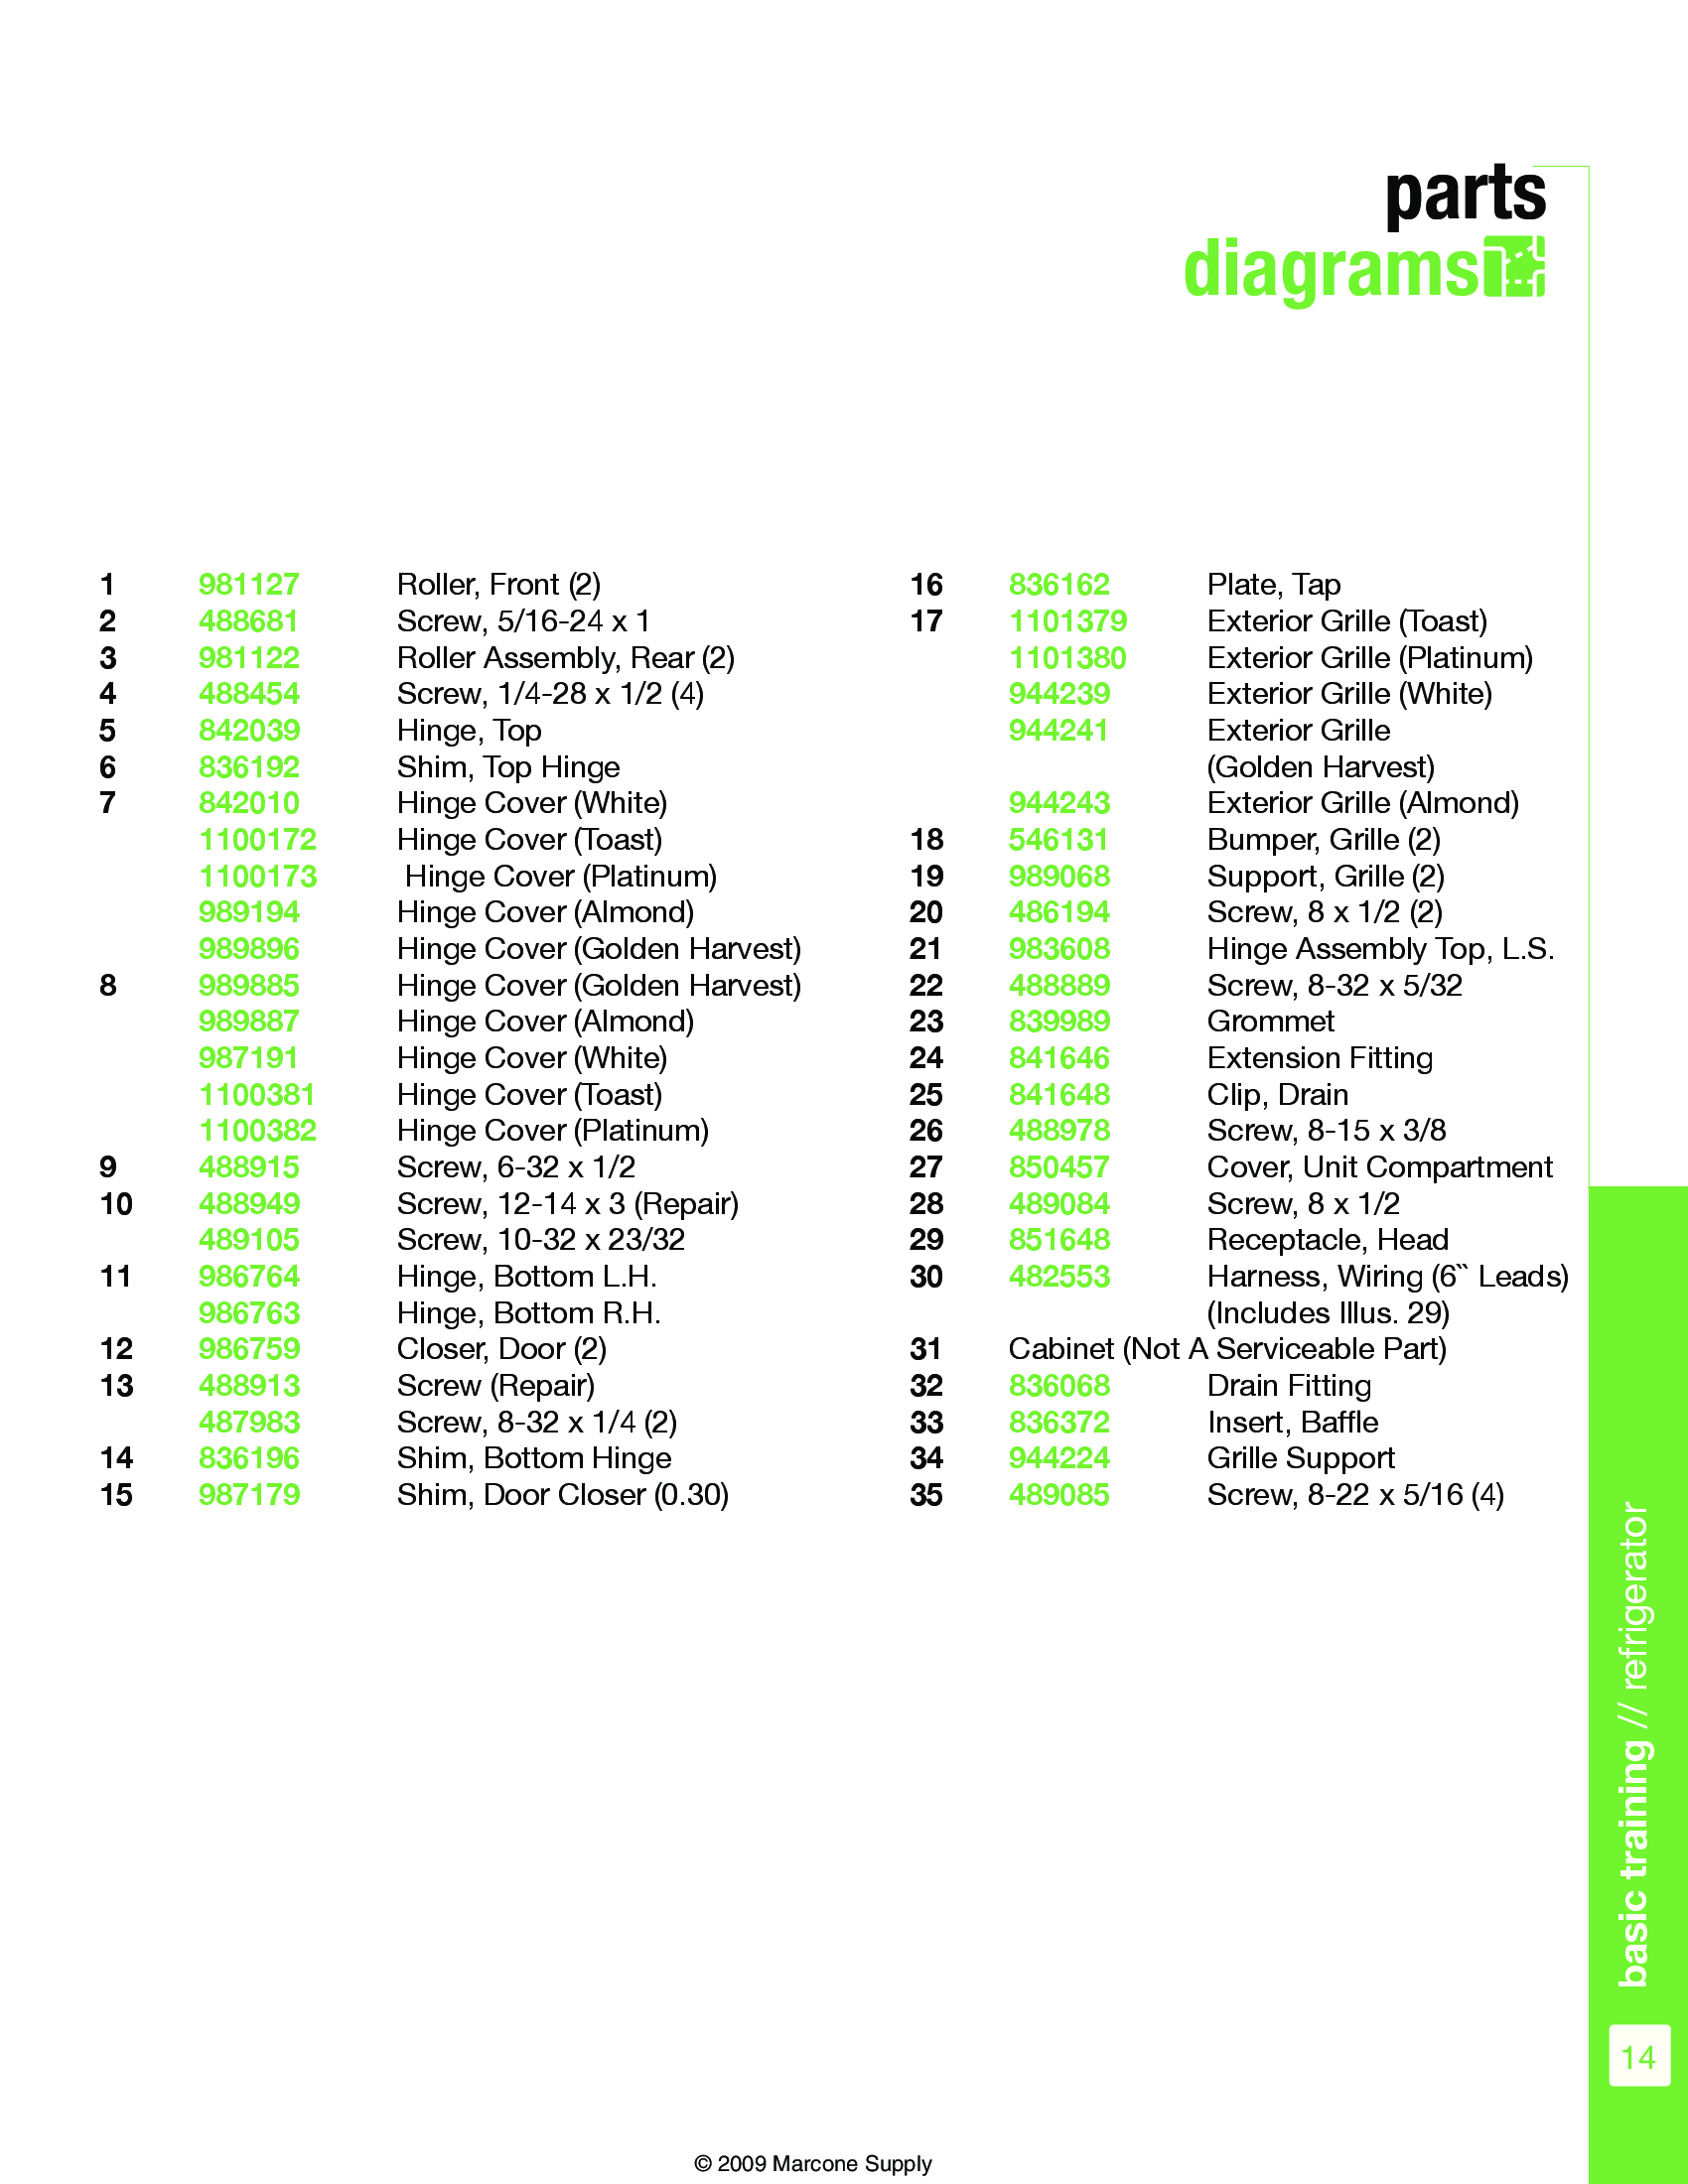 parts
diagrams
1 981127 Roller, Front (2)
2 488681 Screw, 5/16-24 x 1
3 981122 Roller Assembly, Rear (2)
4 488454 Screw, 1/4-28 x 1/2 (4)
5 842039 Hinge, Top
6 836192 Shim, Top Hinge
7 842010 Hinge Cover (White)
1100172 Hinge Cover (Toast)
1100173 Hinge Cover (Platinum)
989194 Hinge Cover (Almond)
989896 Hinge Cover (Golden Harvest)
8 989885 Hinge Cover (Golden Harvest)
989887 Hinge Cover (Almond)
987191 Hinge Cover (White)
1100381 Hinge Cover (Toast)
1100382 Hinge Cover (Platinum)
9 488915 Screw, 6-32 x 1/2
10 488949 Screw, 12-14 x 3 (Repair)
489105 Screw, 10-32 x 23/32
11 986764 Hinge, Bottom L.H.
986763 Hinge, Bottom R.H.
12 986759 Closer, Door (2)
13 488913 Screw (Repair)
487983 Screw, 8-32 x 1/4 (2)
14 836196 Shim, Bottom Hinge
15 987179 Shim, Door Closer (0.30)
16 836162 Plate, Tap
17 1101379 Exterior Grille (Toast)
1101380 Exterior Grille (Platinum)
944239 Exterior Grille (White)
944241 Exterior Grille
(Golden Harvest)
944243 Exterior Grille (Almond)
18 546131 Bumper, Grille (2)
19 989068 Support, Grille (2)
20 486194 Screw, 8 x 1/2 (2)
21 983608 Hinge Assembly Top, L.S.
22 488889 Screw, 8-32 x 5/32
23 839989 Grommet
24 841646 Extension Fitting
25 841648 Clip, Drain
26 488978 Screw, 8-15 x 3/8
27 850457 Cover, Unit Compartment
28 489084 Screw, 8 x 1/2
29 851648 Receptacle, Head
30 482553 Harness, Wiring (6`` Leads)
(Includes Illus. 29)
31 Cabinet (Not A Serviceable Part)
32 836068 Drain Fitting
33 836372 Insert, Baffle
34 944224 Grille Support
35 489085 Screw, 8-22 x 5/16 (4)
basic training // refrigerator
14
© 2009 Marcone Supply